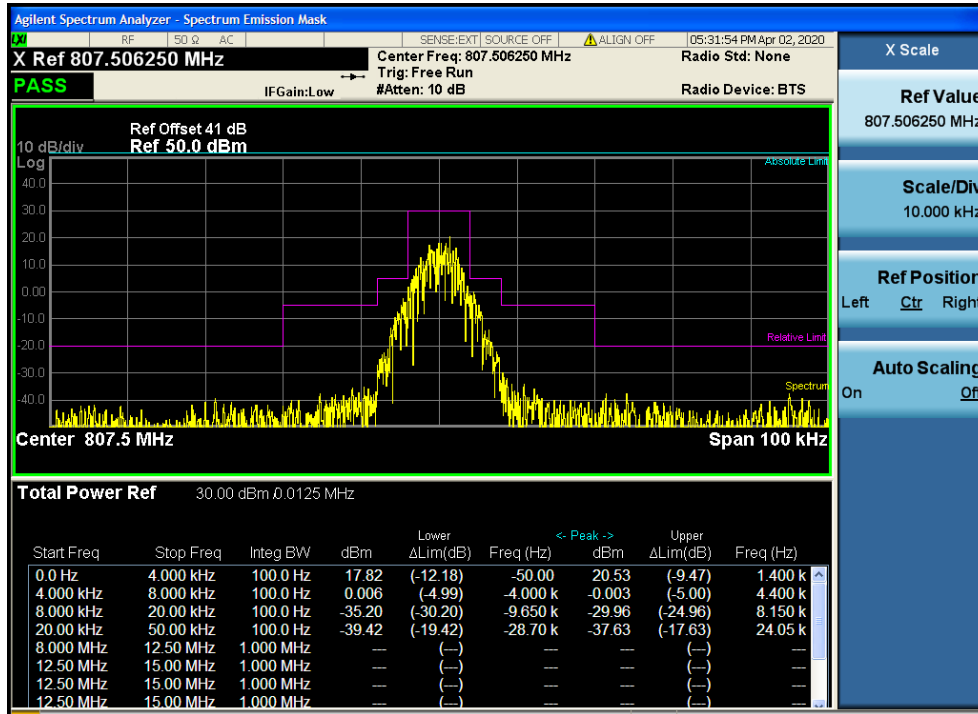 Agilent Spectrum Analyzer - Spectrum Emission Mask
LXI RF 50 Ω AC SENSE:EXT SOURCE OFF ALIGN OFF 05:31:54 PM Apr 02, 2020
X Ref 807.506250 MHz Center Freq: 807.506250 MHz Radio Std: None
Trig: Free Run
PASS IFGain:Low #Atten: 10 dB Radio Device: BTS
Ref Offset 41 dB
10 dB/div Ref 50.0 dBm
Log Absolute Limit
40.0
30.0
20.0
10.0
0.00
-10.0
-20.0 Relative Limit
-30.0
Spectrum
-40.0
Center 807.5 MHz Span 100 kHz
Total Power Ref 30.00 dBm / 0.0125 MHz
Lower <- Peak -> Upper
Start Freq Stop Freq Integ BW dBm ΔLim(dB) Freq (Hz) dBm ΔLim(dB) Freq (Hz)
0.0 Hz 4.000 kHz 100.0 Hz 17.82 (-12.18) -50.00 20.53 (-9.47) 1.400 k
4.000 kHz 8.000 kHz 100.0 Hz 0.006 (-4.99) -4.000 k -0.003 (-5.00) 4.400 k
8.000 kHz 20.00 kHz 100.0 Hz -35.20 (-30.20) -9.650 k -29.96 (-24.96) 8.150 k
20.00 kHz 50.00 kHz 100.0 Hz -39.42 (-19.42) -28.70 k -37.63 (-17.63) 24.05 k
8.000 MHz 12.50 MHz 1.000 MHz --- (---) --- --- (---) ---
12.50 MHz 15.00 MHz 1.000 MHz --- (---) --- --- (---) ---
12.50 MHz 15.00 MHz 1.000 MHz --- (---) --- --- (---) ---
12.50 MHz 15.00 MHz 1.000 MHz --- (---) --- --- (---) ---
X Scale
Ref Value
807.506250 MHz
Scale/Div
10.000 kHz
Ref Position
Left Ctr Right
Auto Scaling
On Off